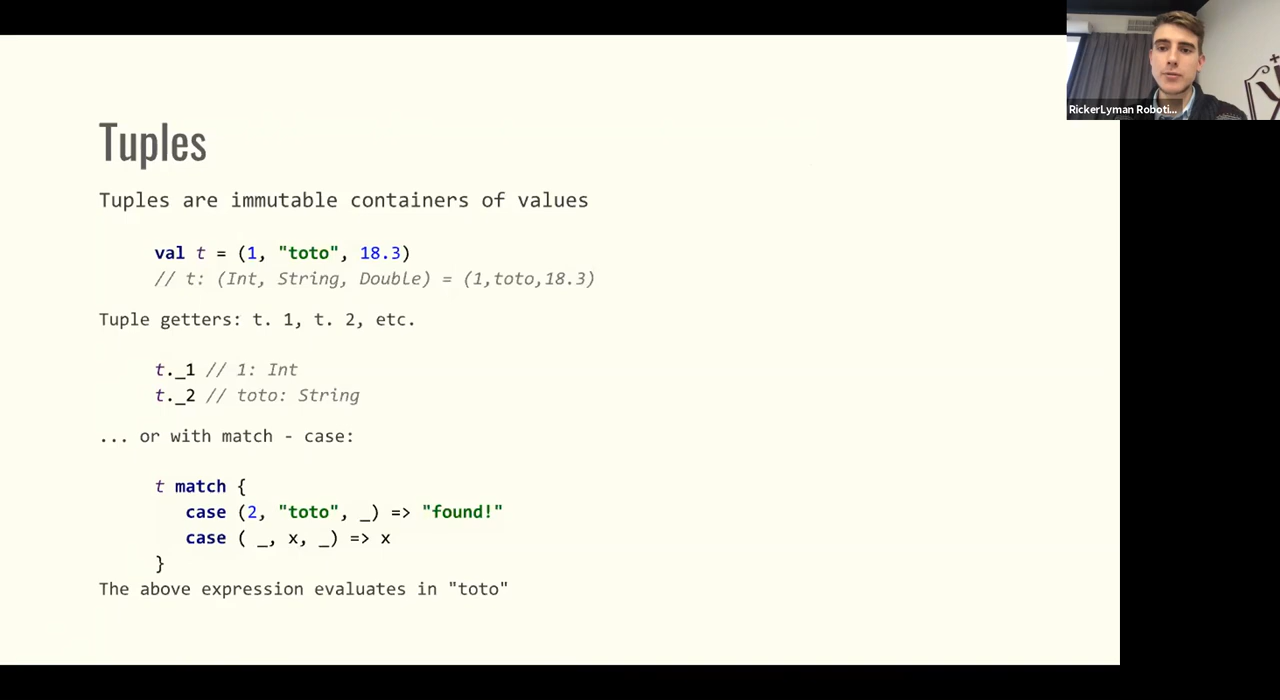 Tuples
Tuples are immutable containers of values
val t = (1, "toto", 18.3)
// t: (Int, String, Double) = (1,toto,18.3)
Tuple getters: t. 1, t. 2, etc.
t._1 // 1: Int
t._2 // toto: String
... or with match - case:
t match {
case (2, "toto", _) => "found!"
case ( _, x, _) => x
}
The above expression evaluates in "toto"
RickerLyman Roboti...